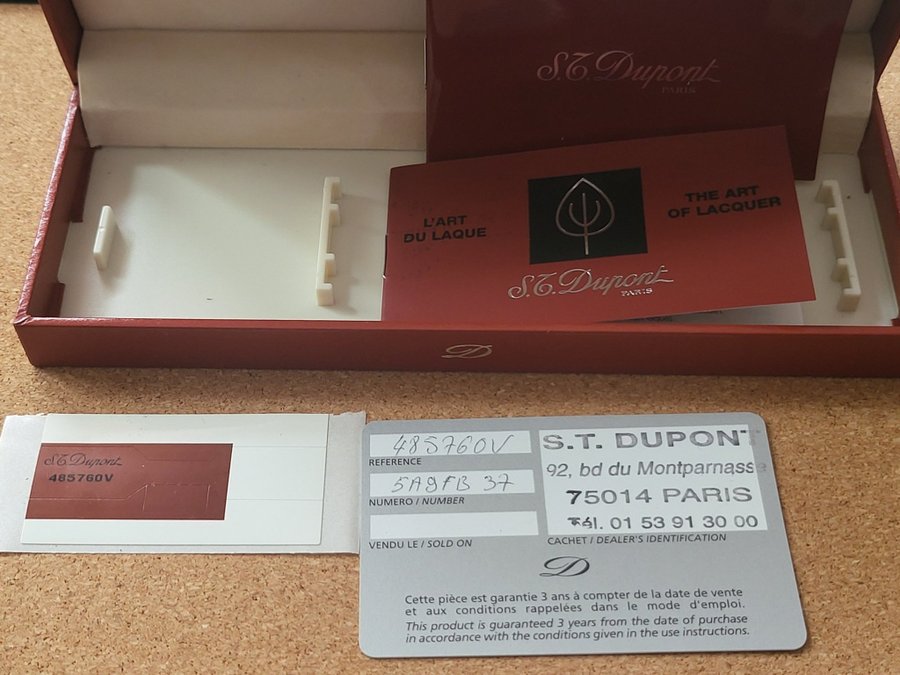 S.T. Dupont
PARIS
L'ART
DU LAQUE
THE ART
OF LACQUER
S.T. Dupont
PARIS
D
S.T. Dupont
485760V
485760V
REFERENCE
5A9FB 37
NUMERO / NUMBER
VENDU LE / SOLD ON
S.T. DUPONT
92, bd du Montparnasse
75014 PARIS
Tél. 01 53 91 30 00
CACHET / DEALER'S IDENTIFICATION
D
Cette pièce est garantie 3 ans à compter de la date de vente
et aux conditions rappelées dans le mode d'emploi.
This product is guaranteed 3 years from the date of purchase
in accordance with the conditions given in the use instructions.